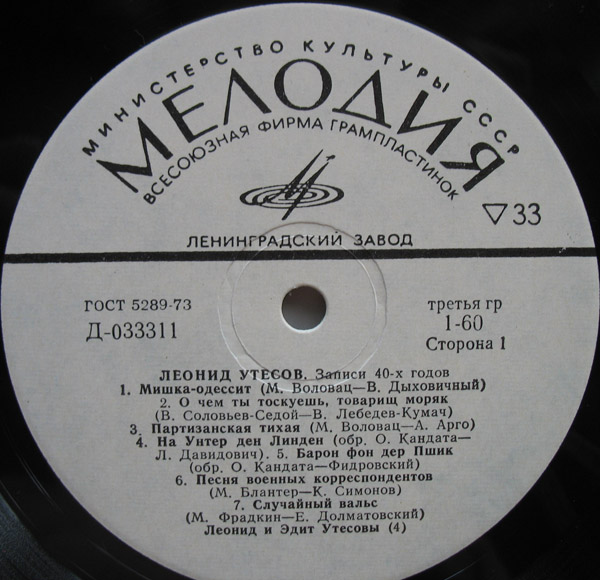 МИНИСТЕРСТВО КУЛЬТУРЫ СССР
МЕЛОДИЯ
ВСЕСОЮЗНАЯ ФИРМА ГРАМПЛАСТИНОК
▽33
ЛЕНИНГРАДСКИЙ ЗАВОД
ГОСТ 5289-73
Д-033311
третья гр
1-60
Сторона 1
ЛЕОНИД УТЕСОВ. Записи 40-х годов
1. Мишка-одессит (М. Воловац—В. Дыховичный)
2. О чем ты тоскуешь, товарищ моряк
(В. Соловьев-Седой—В. Лебедев-Кумач)
3. Партизанская тихая (М. Воловац—А. Арго)
4. На Унтер ден Линден (обр. О. Кандата—
Л. Давидович). 5. Барон фон дер Пшик
(обр. О. Кандата-Фидровский)
6. Песня военных корреспондентов
(М. Блантер—К. Симонов)
7. Случайный вальс
(М. Фрадкин—Е. Долматовский)
Леонид и Эдит Утесовы (4)